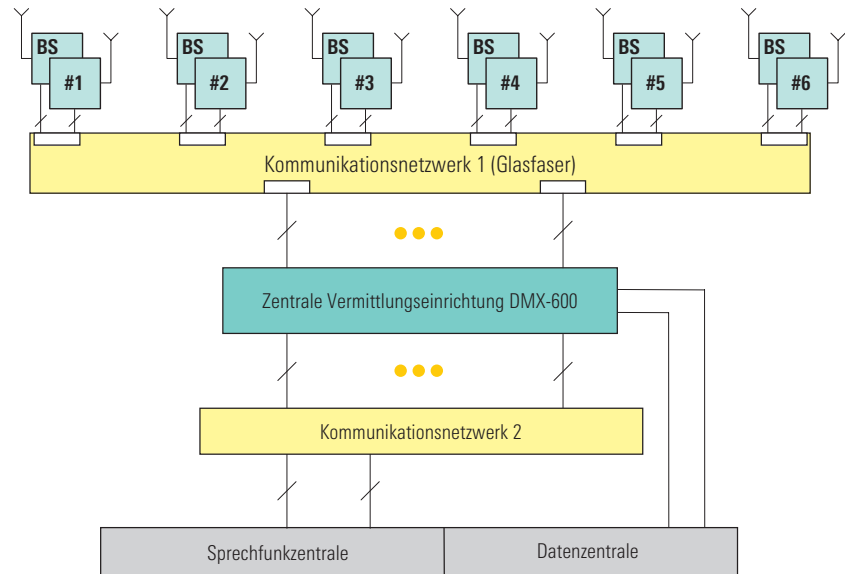 BS BS BS BS BS BS
#1 #2 #3 #4 #5 #6
Kommunikationsnetzwerk 1 (Glasfaser)
Zentrale Vermittlungseinrichtung DMX-600
Kommunikationsnetzwerk 2
Sprechfunkzentrale Datenzentrale